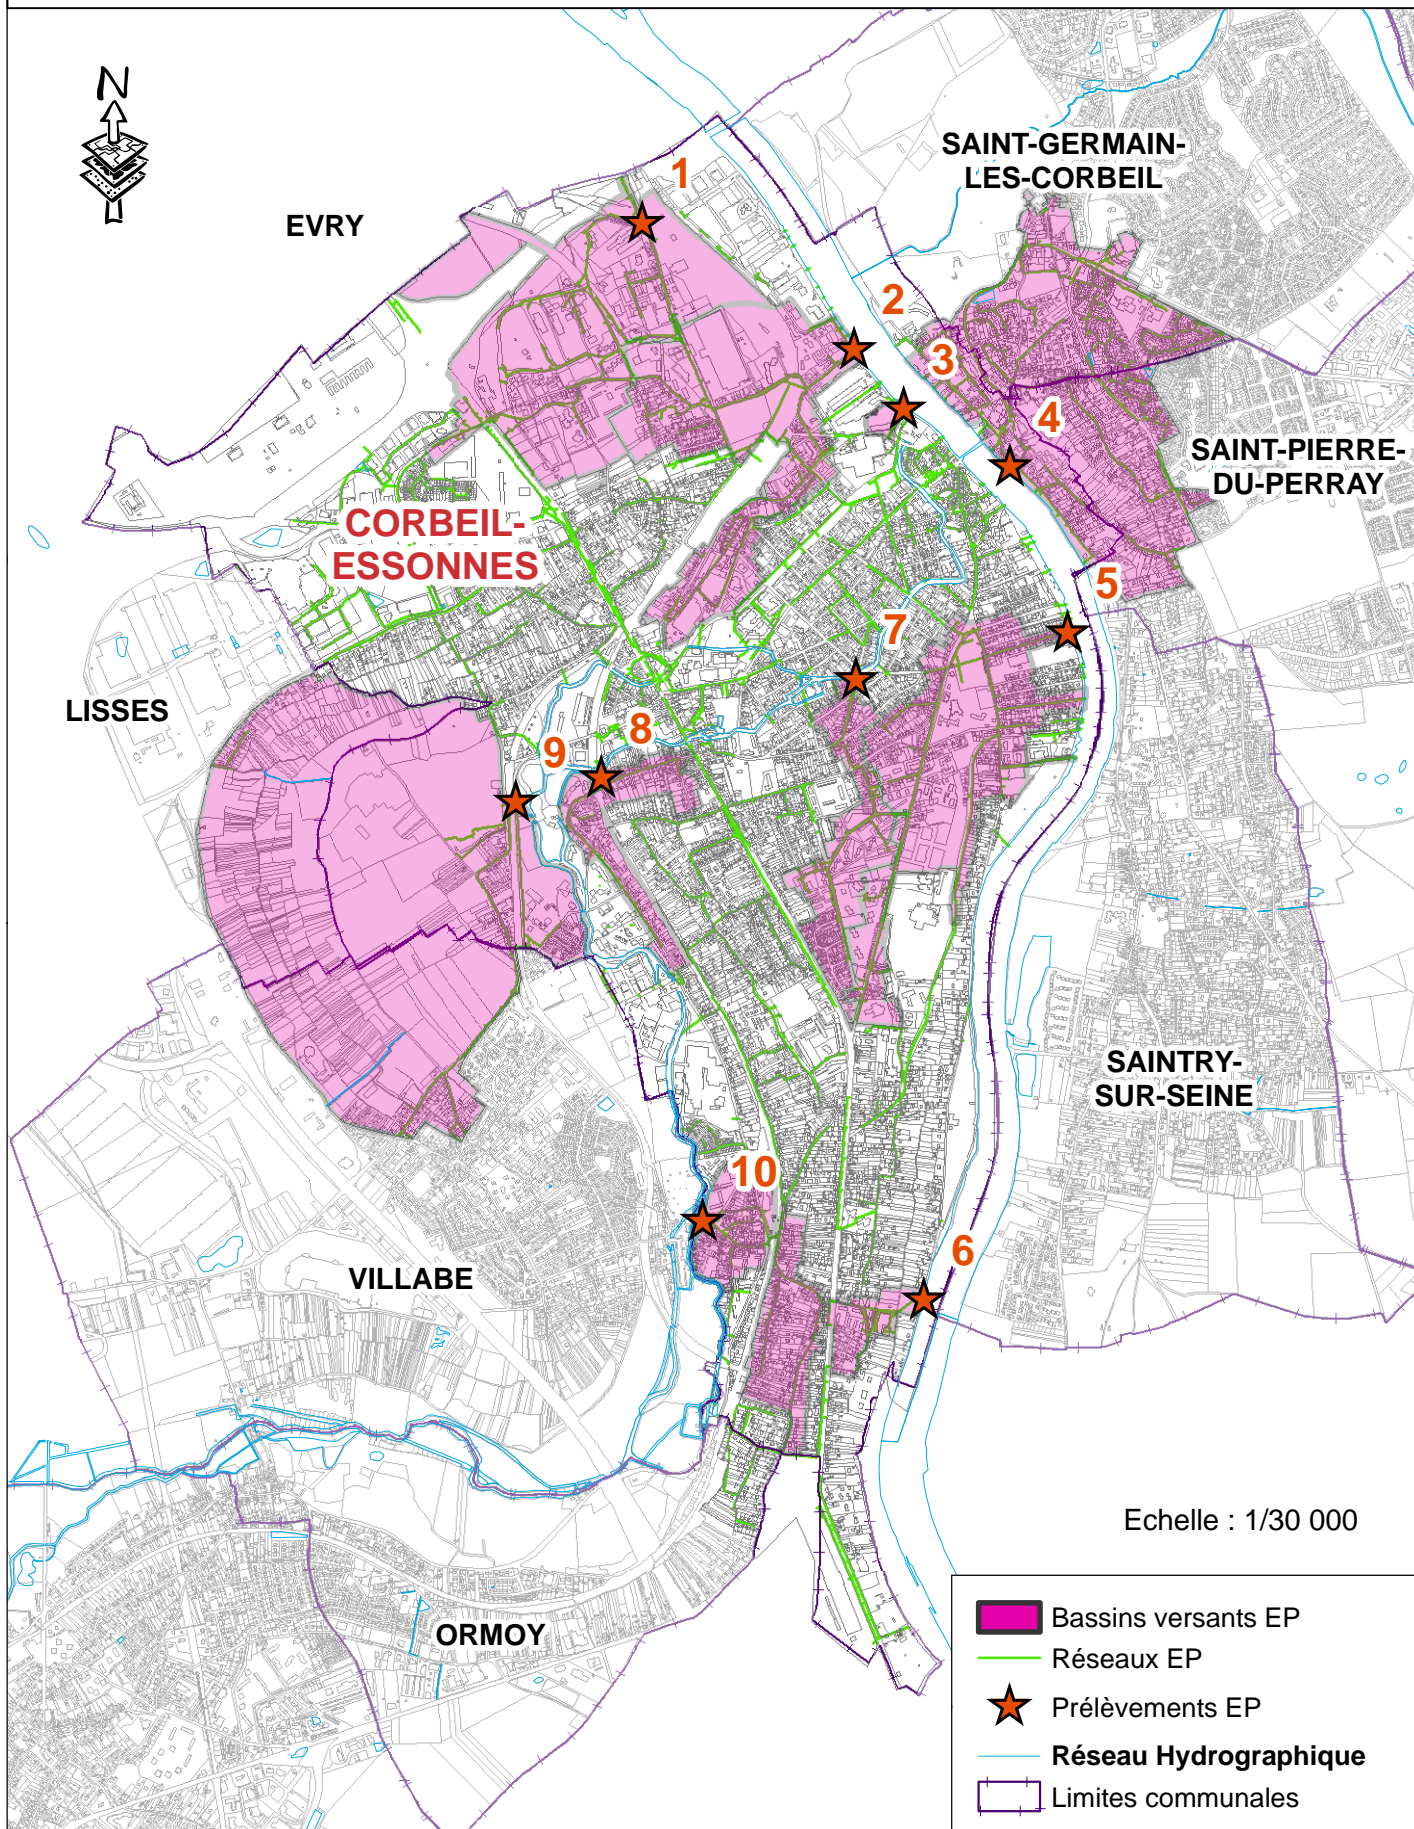 N
1
SAINT-GERMAIN-
LES-CORBEIL
EVRY
2
3
4
SAINT-PIERRE-
DU-PERRAY
CORBEIL-
ESSONNES
5
7
LISSES
8
9
SAINTRY-
SUR-SEINE
10
6
VILLABE
Echelle : 1/30 000
ORMOY
Bassins versants EP
Réseaux EP
Prélèvements EP
Réseau Hydrographique
Limites communales